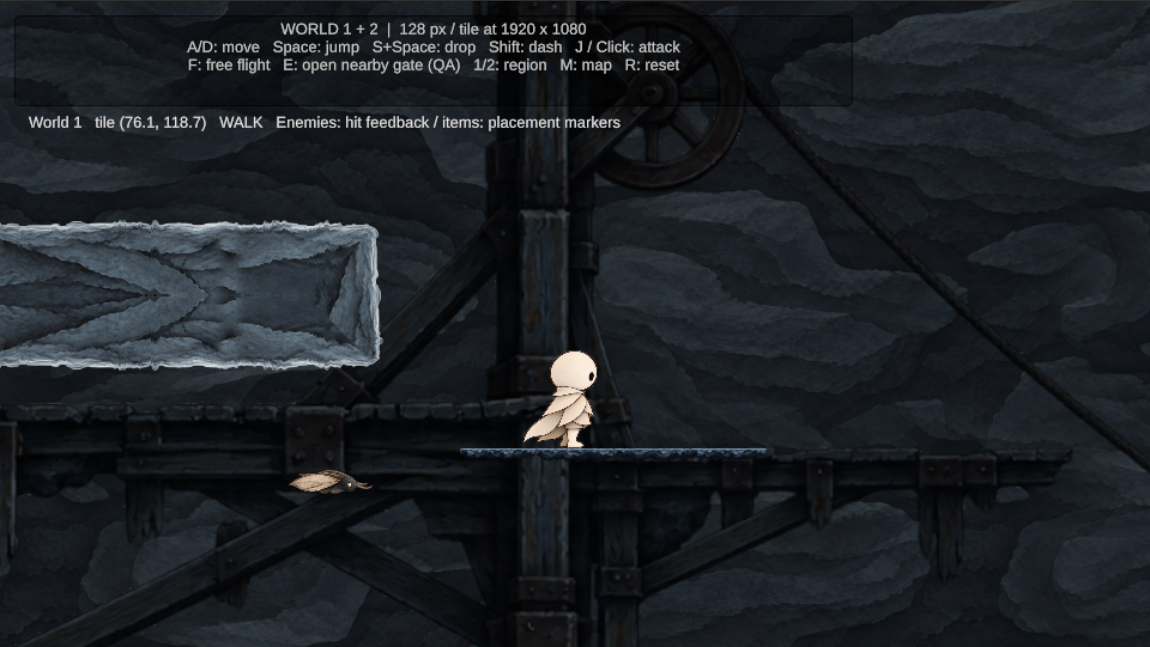 WORLD 1 + 2 | 128 px / tile at 1920 x 1080
A/D: move Space: jump S+Space: drop Shift: dash J / Click: attack
F: free flight E: open nearby gate (QA) 1/2: region M: map R: reset
World 1 tile (76.1, 118.7) WALK Enemies: hit feedback / items: placement markers